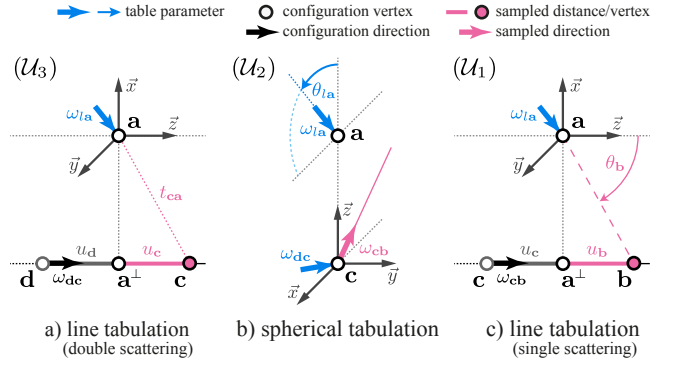 table parameter
configuration vertex
sampled distance/vertex
configuration direction
sampled direction
(𝒰₃)
x⃗
ω_la
a
z⃗
y⃗
t_ca
u_d
u_c
d
ω_dc
a^⊥
c
a) line tabulation
(double scattering)
(𝒰₂)
θ_la
ω_la
a
z⃗
ω_dc
ω_cb
c
y⃗
x⃗
b) spherical tabulation
(𝒰₁)
x⃗
ω_la
a
z⃗
y⃗
θ_b
u_c
u_b
c
ω_cb
a^⊥
b
c) line tabulation
(single scattering)